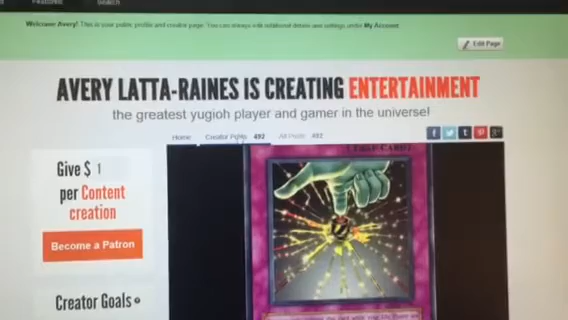 Search
Welcome Avery! This is your public profile and creator page. You can always edit additional details and settings under My Account
Edit Page
AVERY LATTA-RAINES IS CREATING ENTERTAINMENT
the greatest yugioh player and gamer in the universe!
Home Creator Posts 492 All Posts 492
Give $ 1
per Content
creation
Become a Patron
Creator Goals